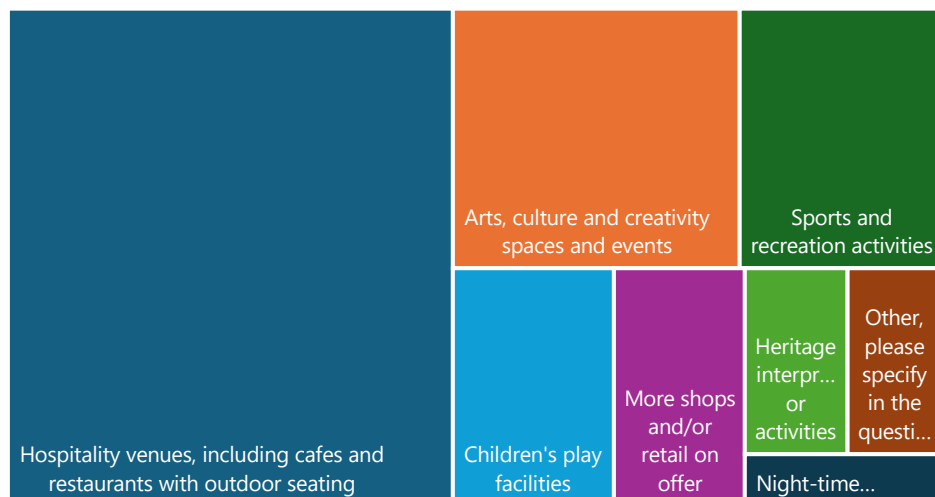 Arts, culture and creativity
spaces and events
Sports and
recreation activities
Hospitality venues, including cafes and
restaurants with outdoor seating
Children's play
facilities
More shops
and/or
retail on
offer
Heritage
interpr...
or
activities
Other,
please
specify
in the
questi...
Night-time...